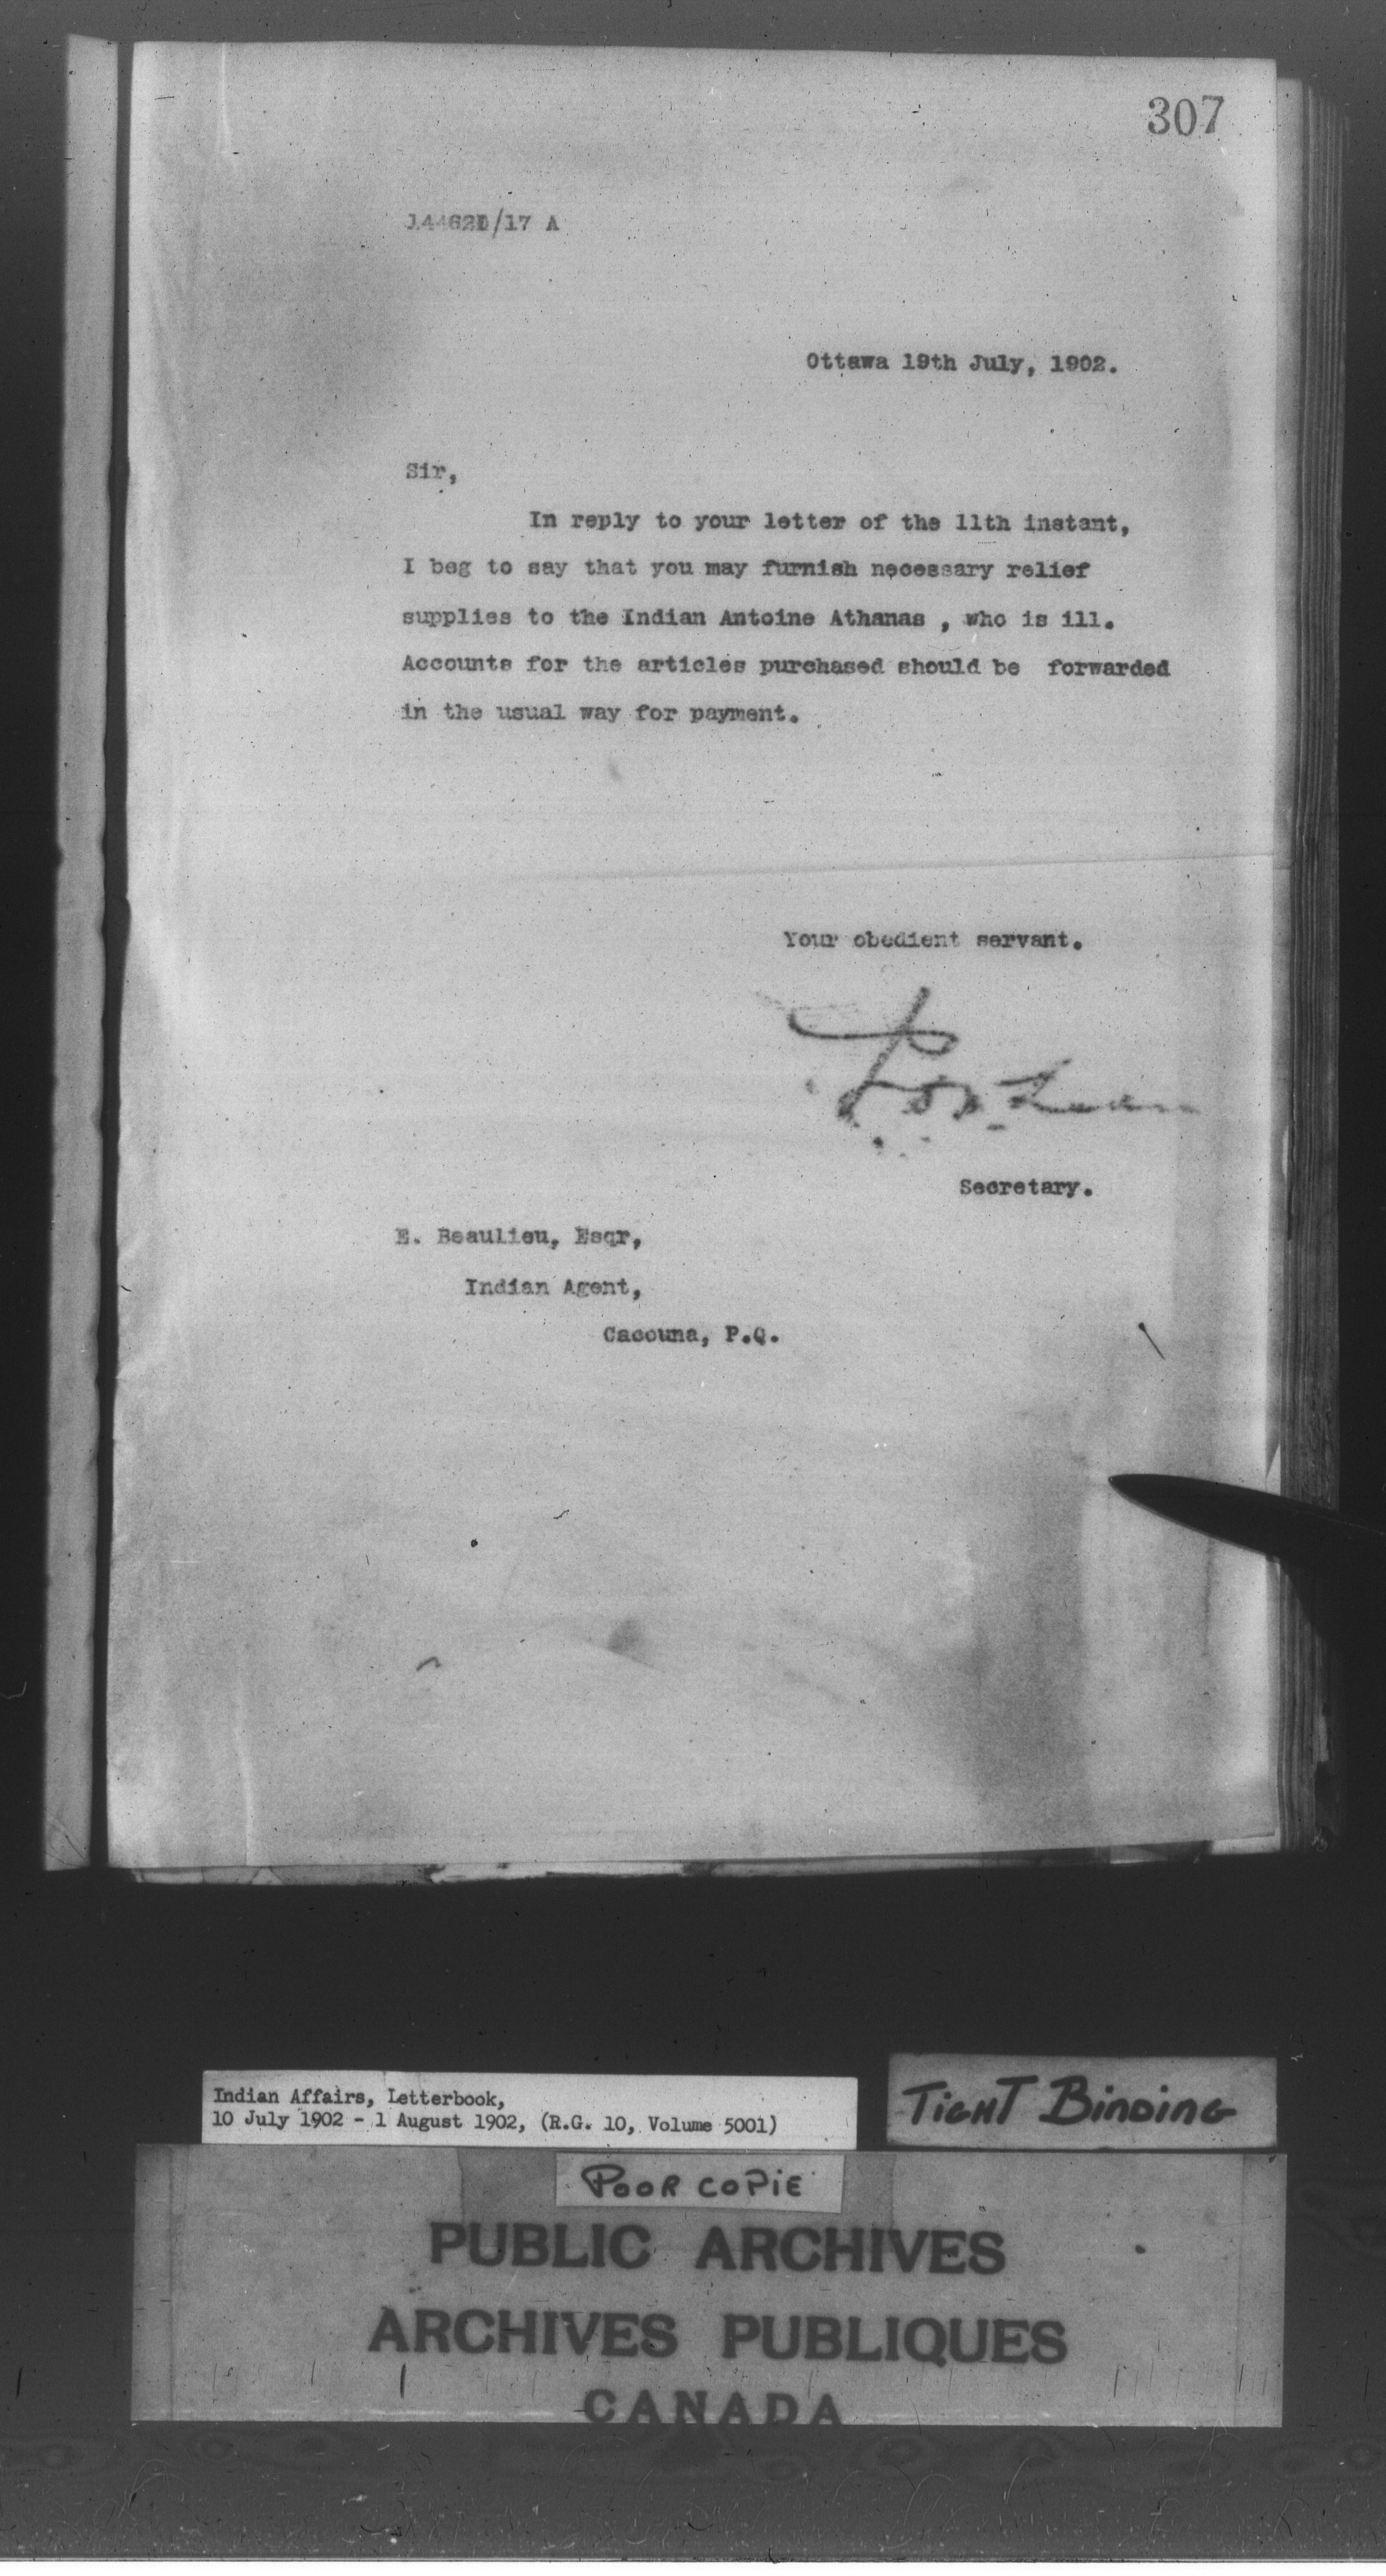 307
Ottawa 19th July, 1902.
Sir,
In reply to your letter of the 11th instant,
I beg to say that you may furnish necessary relief
supplies to the Indian Antoine Athanas , who is ill.
Accounts for the articles purchased should be forwarded
in the usual way for payment.
Your obedient servant.
Secretary.
E. Beaulieu, Esqr,
Indian Agent,
Cacouna, P.Q.
Indian Affairs, Letterbook,
10 July 1902 - 1 August 1902, (R.G. 10, Volume 5001)
TIGHT BINDING
POOR COPIE
PUBLIC ARCHIVES
ARCHIVES PUBLIQUES
CANADA